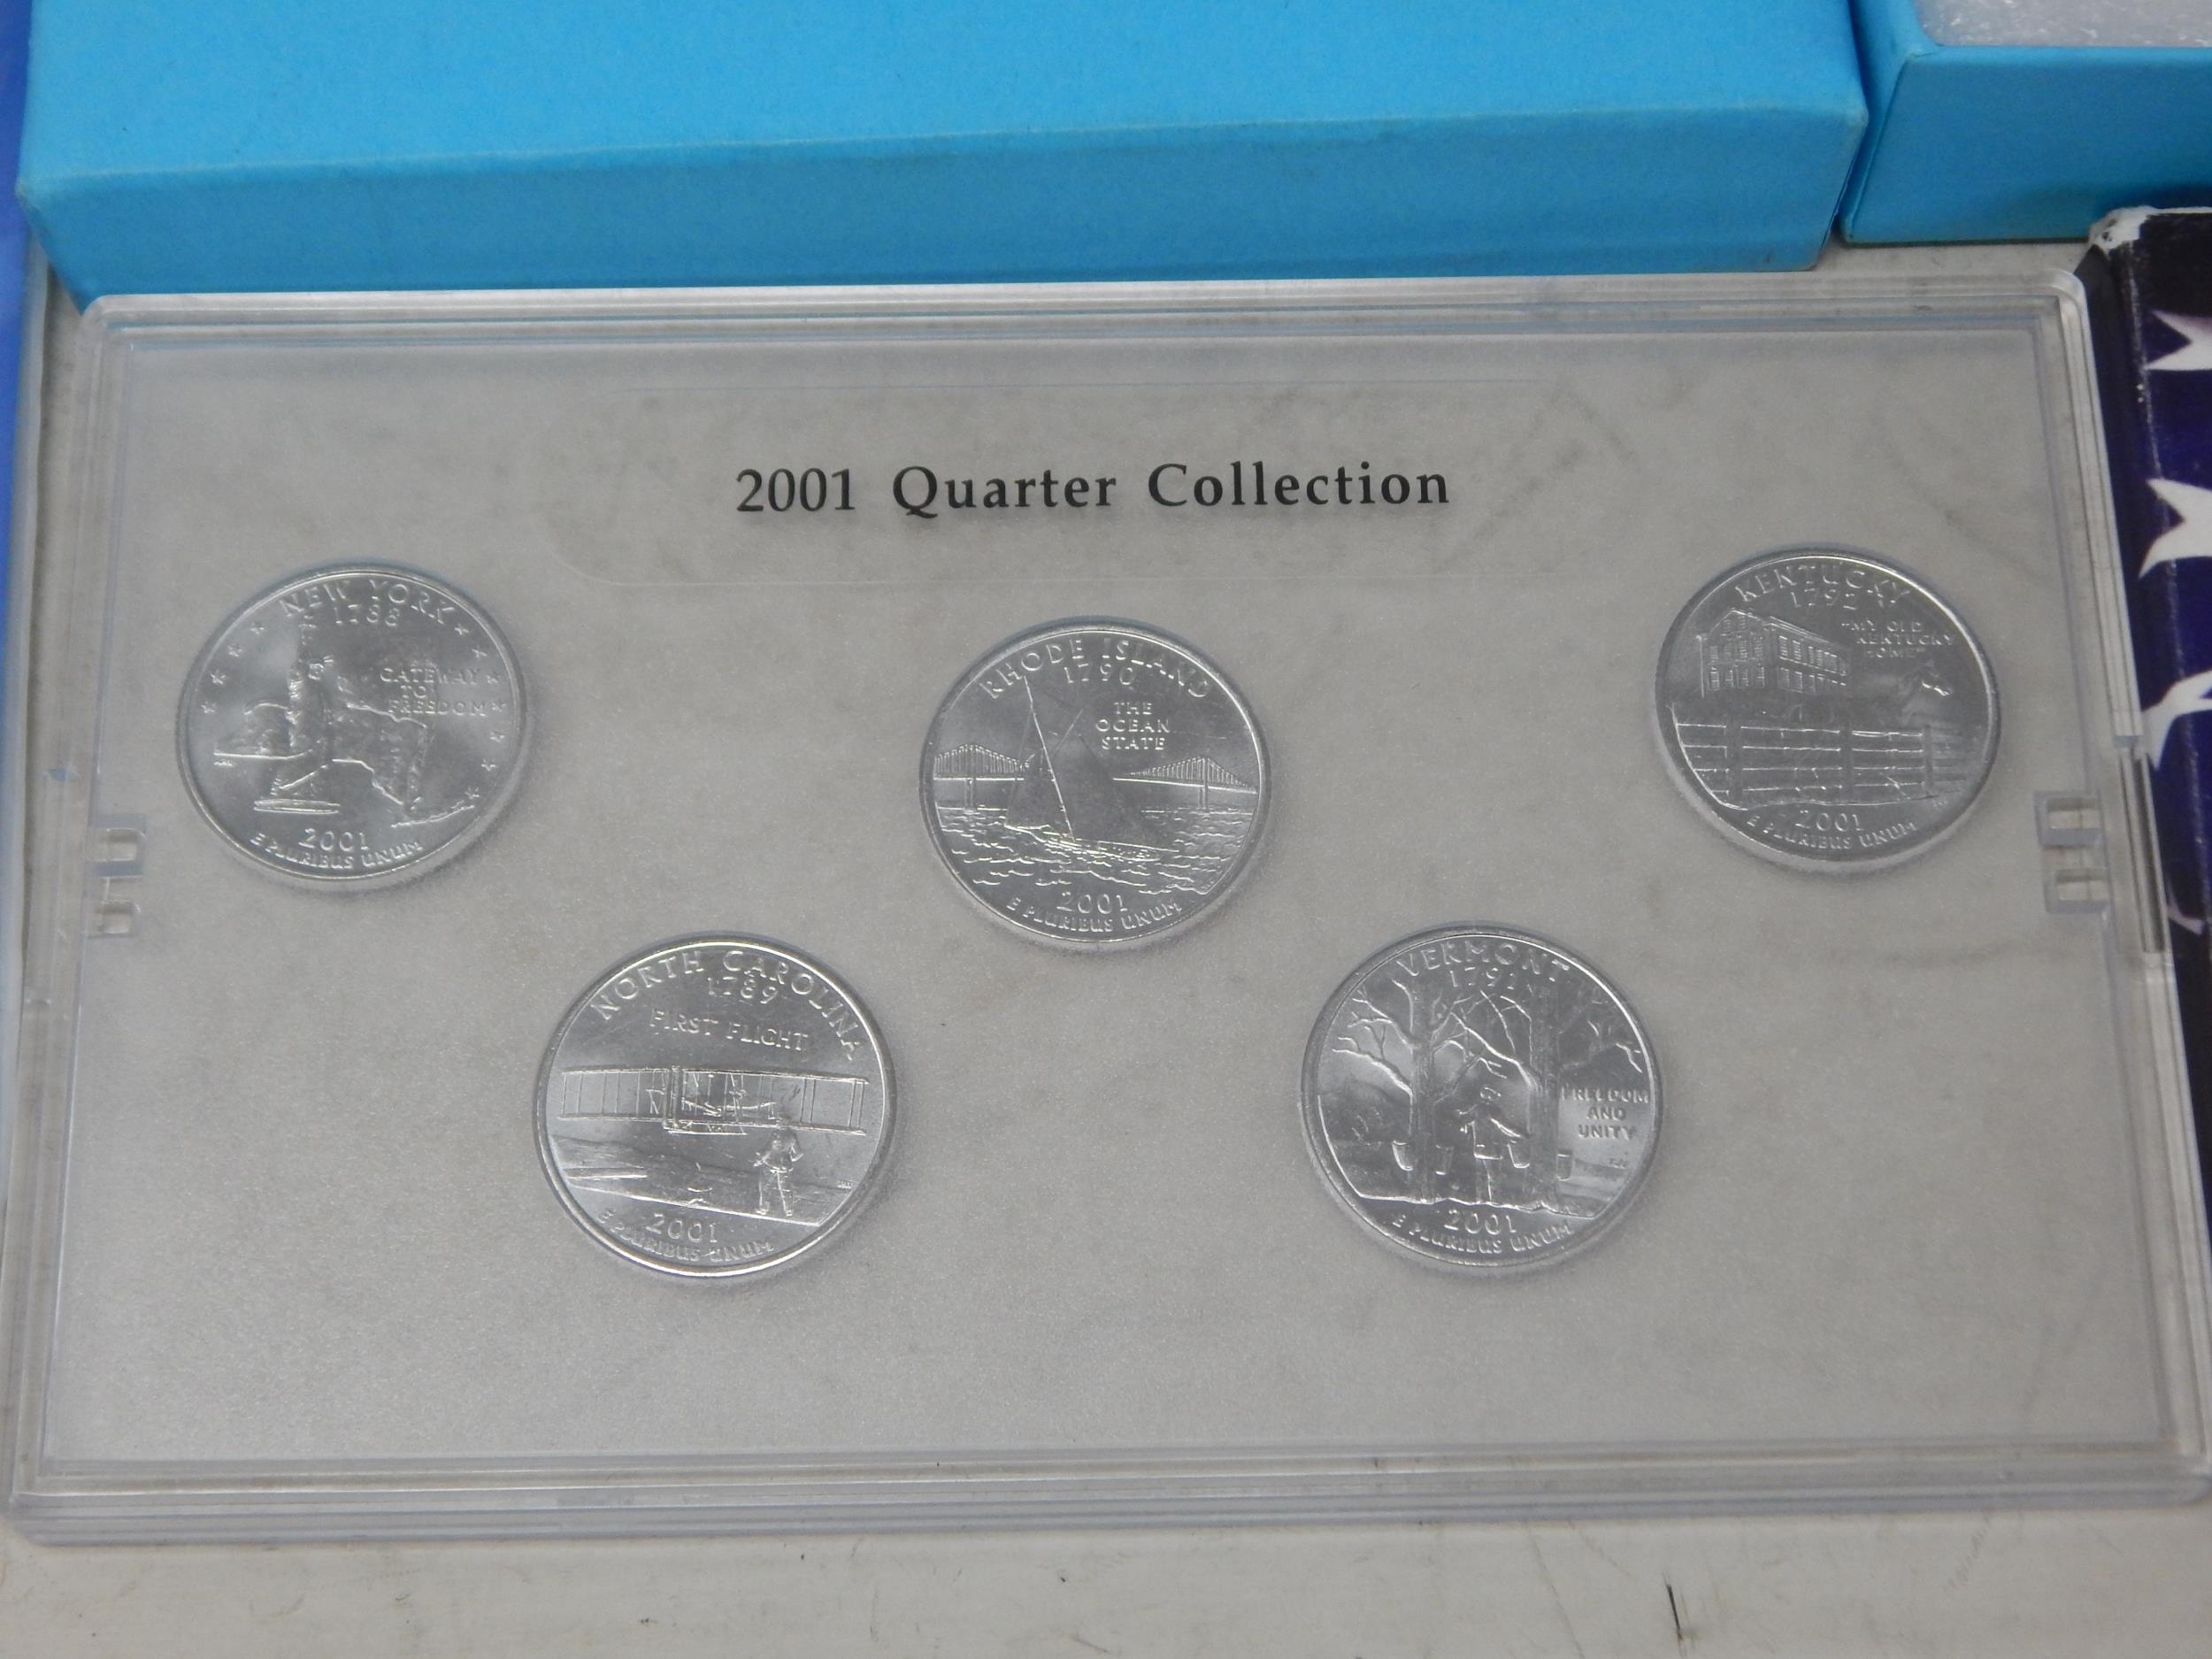 2001 Quarter Collection
NEW YORK
1788
GATEWAY
TO
FREEDOM
2001
E PLURIBUS UNUM
NORTH CAROLINA
1789
FIRST FLIGHT
2001
E PLURIBUS UNUM
RHODE ISLAND
1790
THE
OCEAN
STATE
2001
E PLURIBUS UNUM
VERMONT
1791
FREEDOM
AND
UNITY
2001
E PLURIBUS UNUM
KENTUCKY
1792
"MY OLD
KENTUCKY
HOME"
2001
E PLURIBUS UNUM